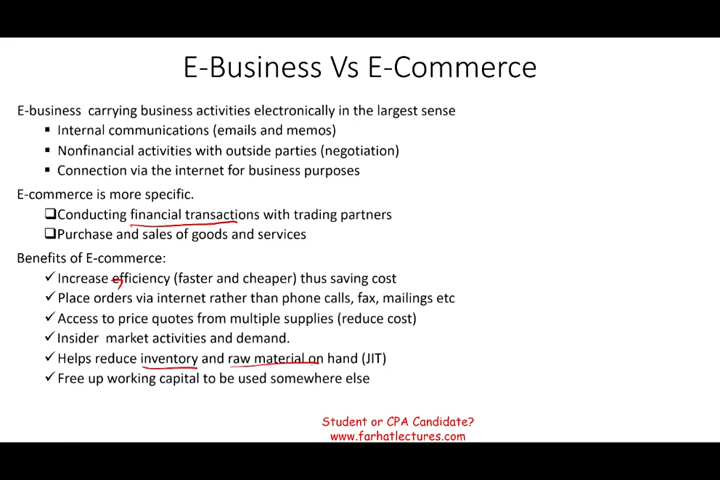 E-Business Vs E-Commerce
E-business carrying business activities electronically in the largest sense
▪ Internal communications (emails and memos)
▪ Nonfinancial activities with outside parties (negotiation)
▪ Connection via the internet for business purposes
E-commerce is more specific.
❑Conducting financial transactions with trading partners
❑Purchase and sales of goods and services
Benefits of E-commerce:
✓Increase efficiency (faster and cheaper) thus saving cost
✓Place orders via internet rather than phone calls, fax, mailings etc
✓Access to price quotes from multiple supplies (reduce cost)
✓Insider market activities and demand.
✓Helps reduce inventory and raw material on hand (JIT)
✓Free up working capital to be used somewhere else
Student or CPA Candidate?
www.farhatlectures.com